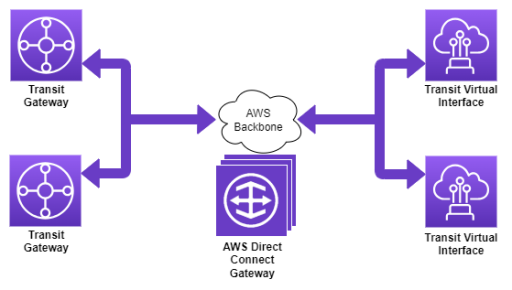 Transit
Gateway
Transit Virtual
Interface
AWS
Backbone
Transit
Gateway
Transit Virtual
Interface
AWS Direct
Connect
Gateway